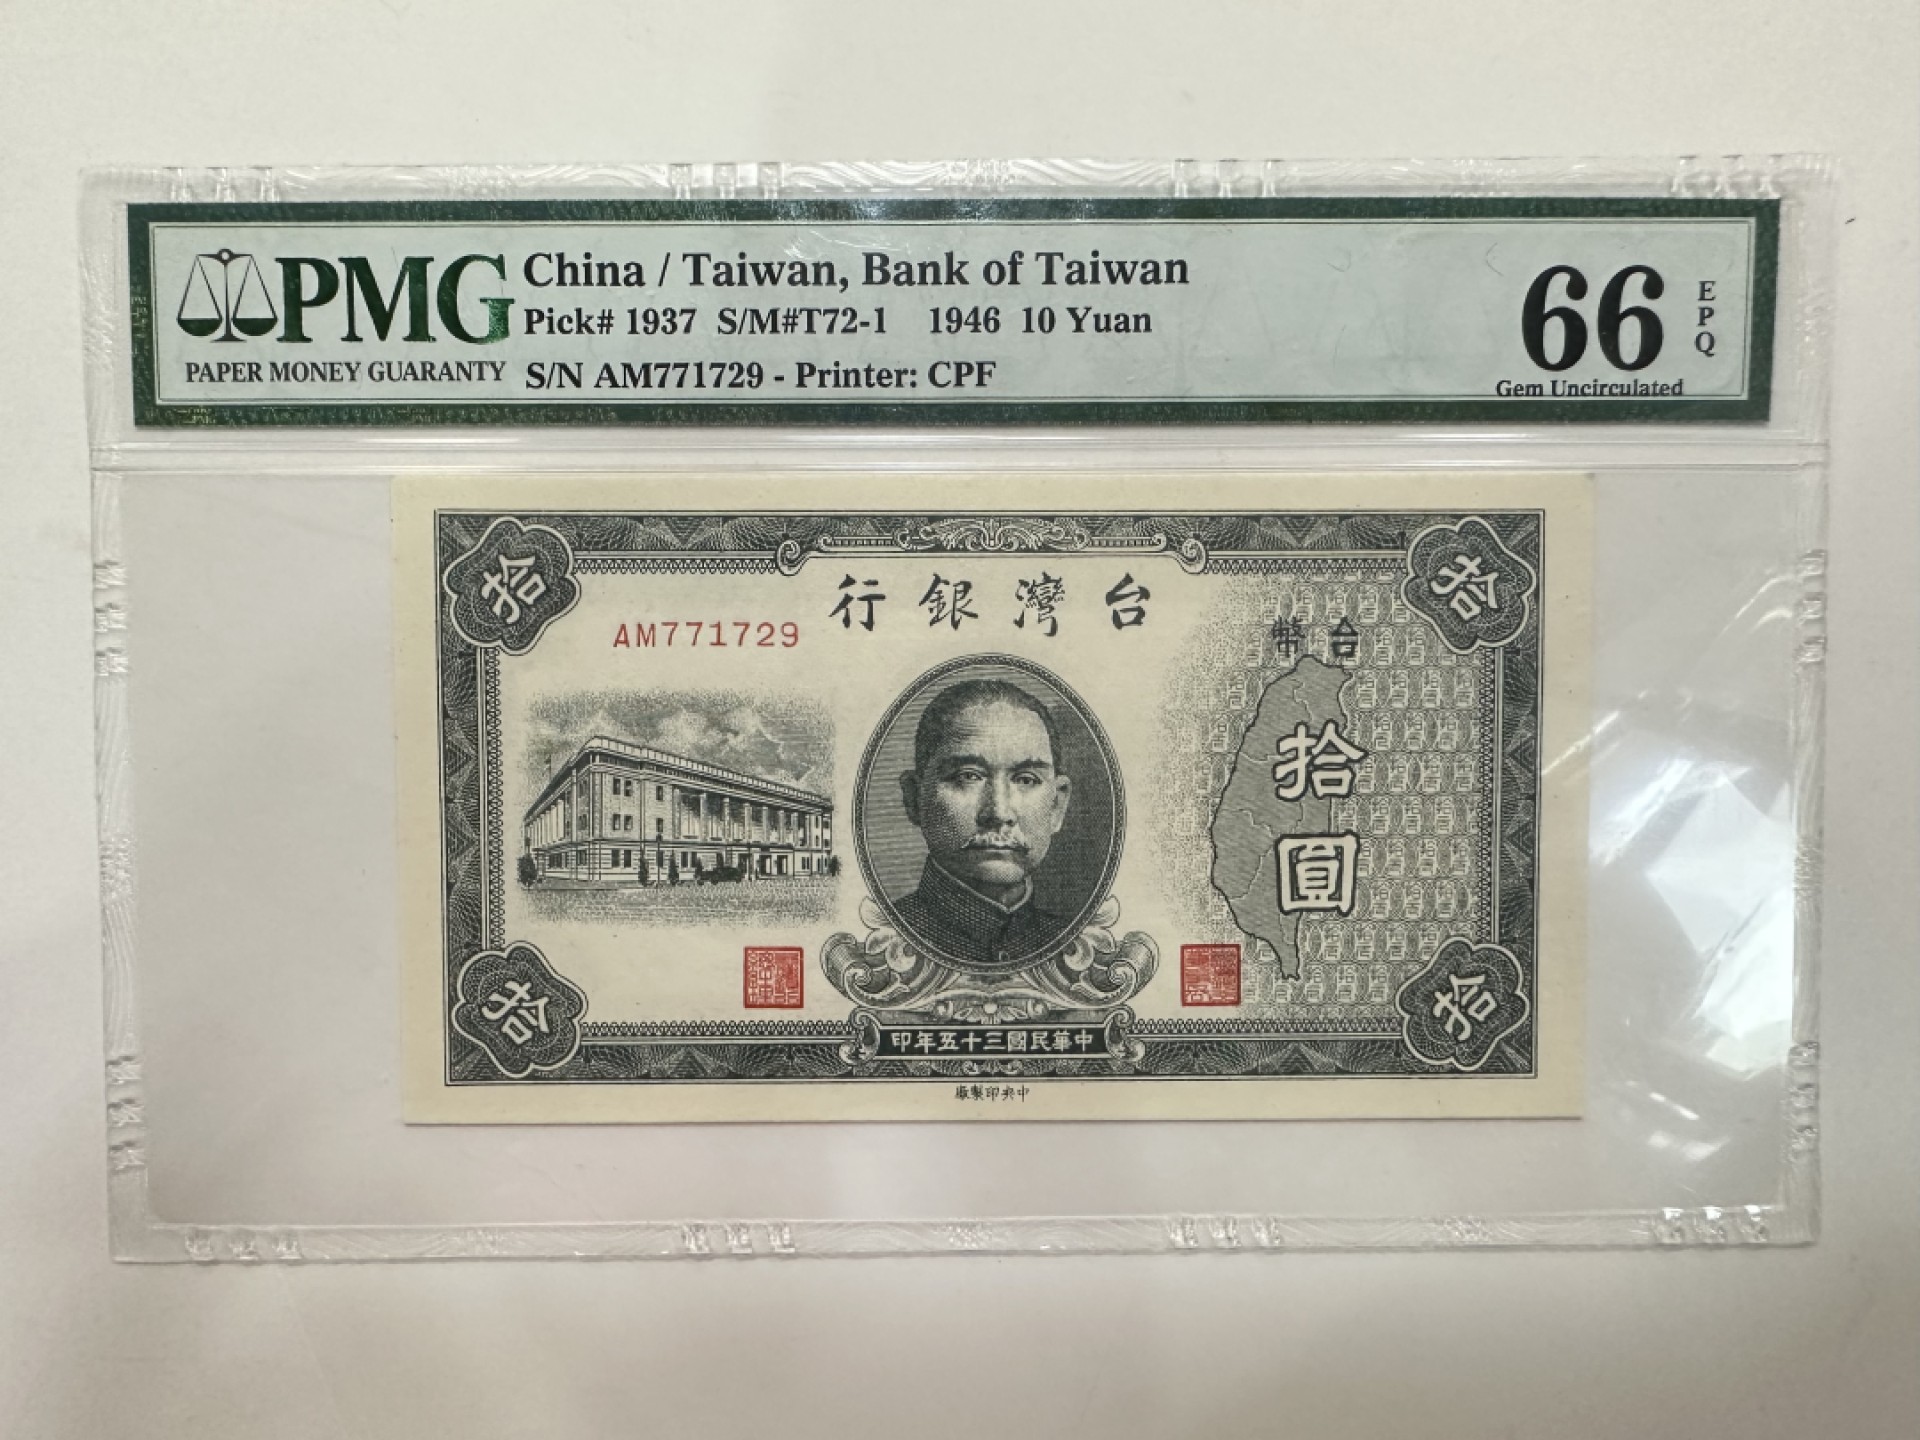 PMG
PAPER MONEY GUARANTY
China / Taiwan, Bank of Taiwan
Pick# 1937 S/M#T72-1 1946 10 Yuan
S/N AM771729 - Printer: CPF
66
EPQ
Gem Uncirculated
拾
拾
台灣銀行
AM771729
台幣
拾圓
拾
拾
中華民國三十五年印
中央印製廠